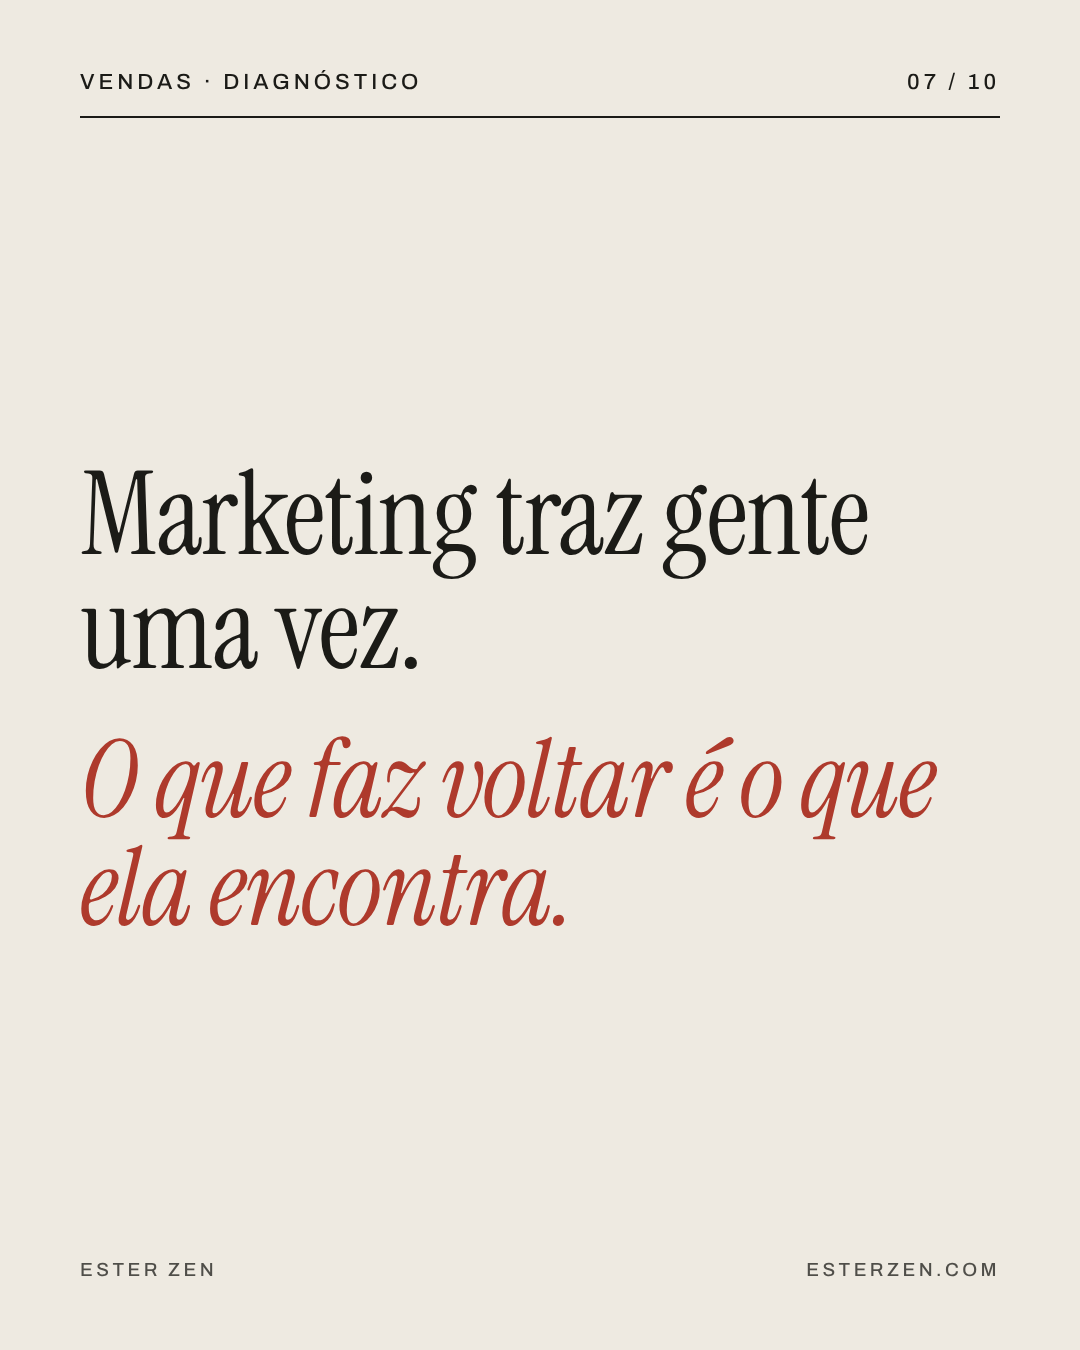 VENDAS · DIAGNÓSTICO
07 / 10
Marketing traz gente
uma vez.
O que faz voltar é o que
ela encontra.
ESTER ZEN
ESTERZEN.COM